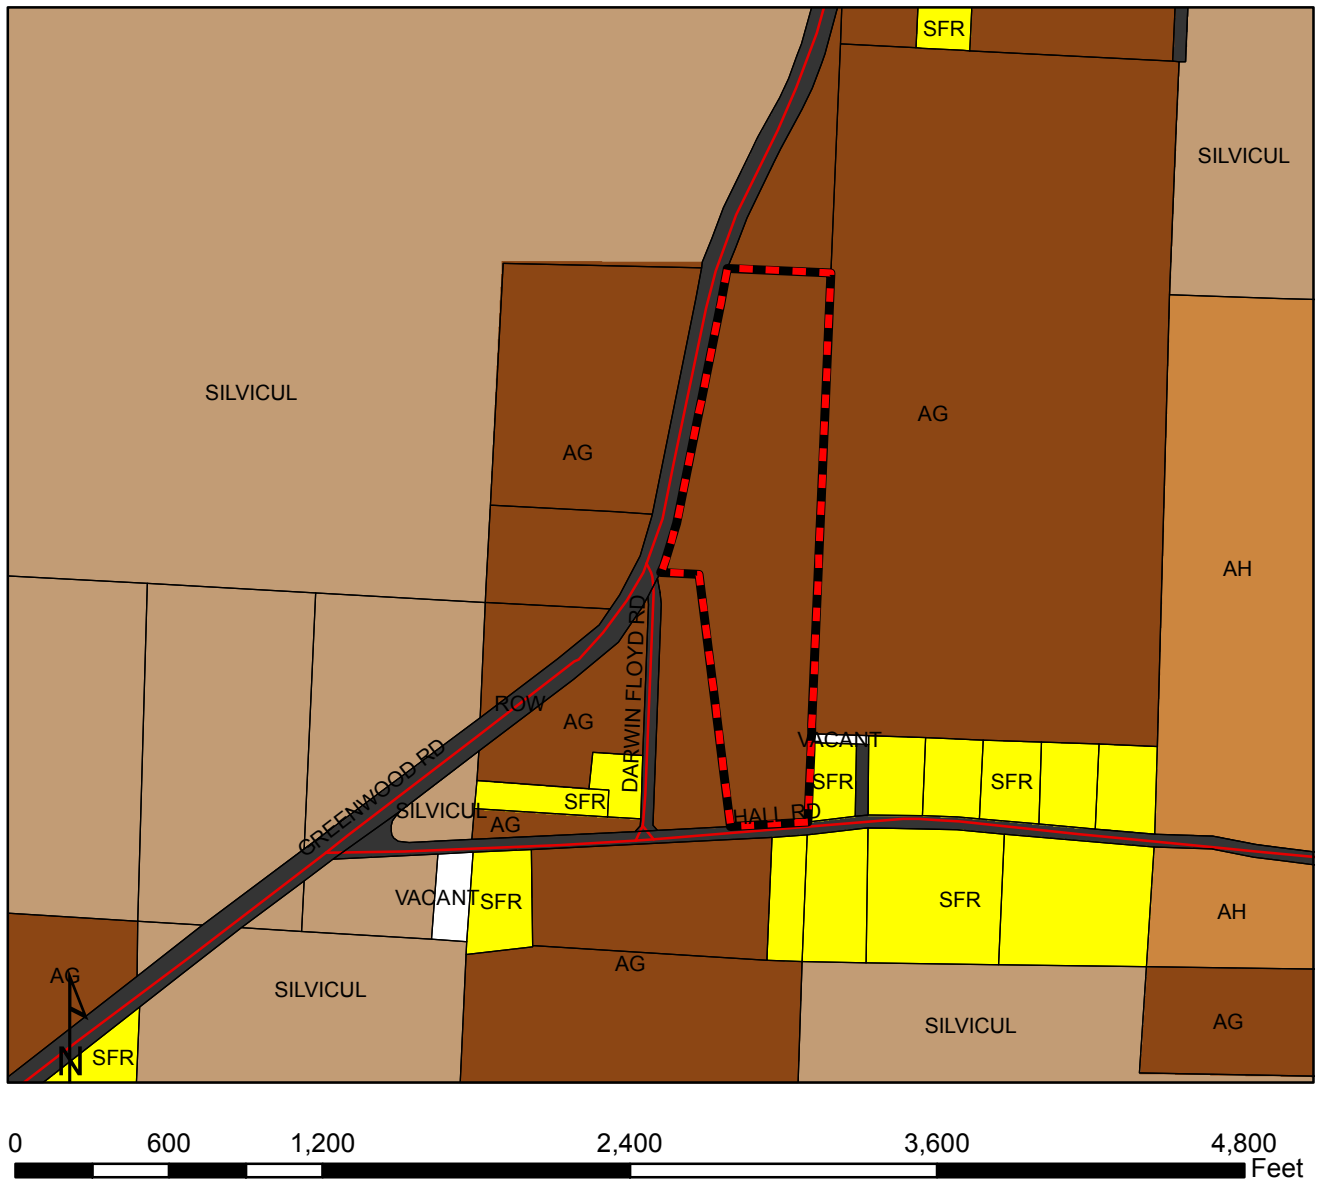 SFR
SILVICUL
SILVICUL
AG
AG
AH
DARWIN FLOYD RD
ROW
AG
VACANT
GREENWOOD RD
SFR
SFR
SFR
SILVICUL
AG
HALL RD
VACANT
SFR
SFR
AH
AG
AG
SILVICUL
SILVICUL
AG
N
SFR
0 600 1,200 2,400 3,600 4,800
Feet